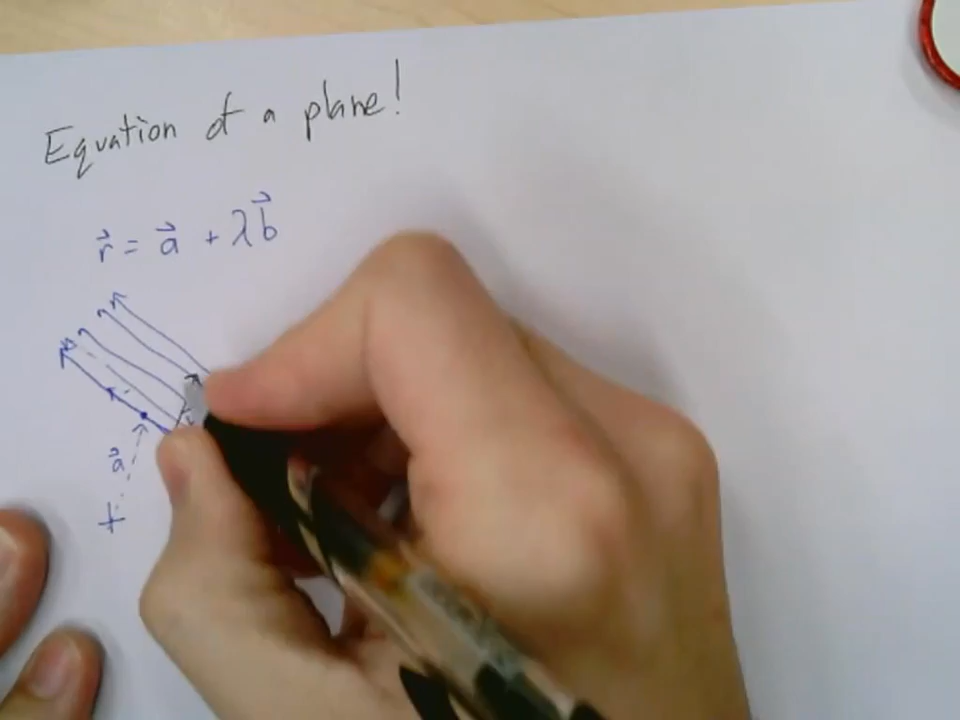 Equation of a plane!
r⃗ = a⃗ + λb⃗
a⃗